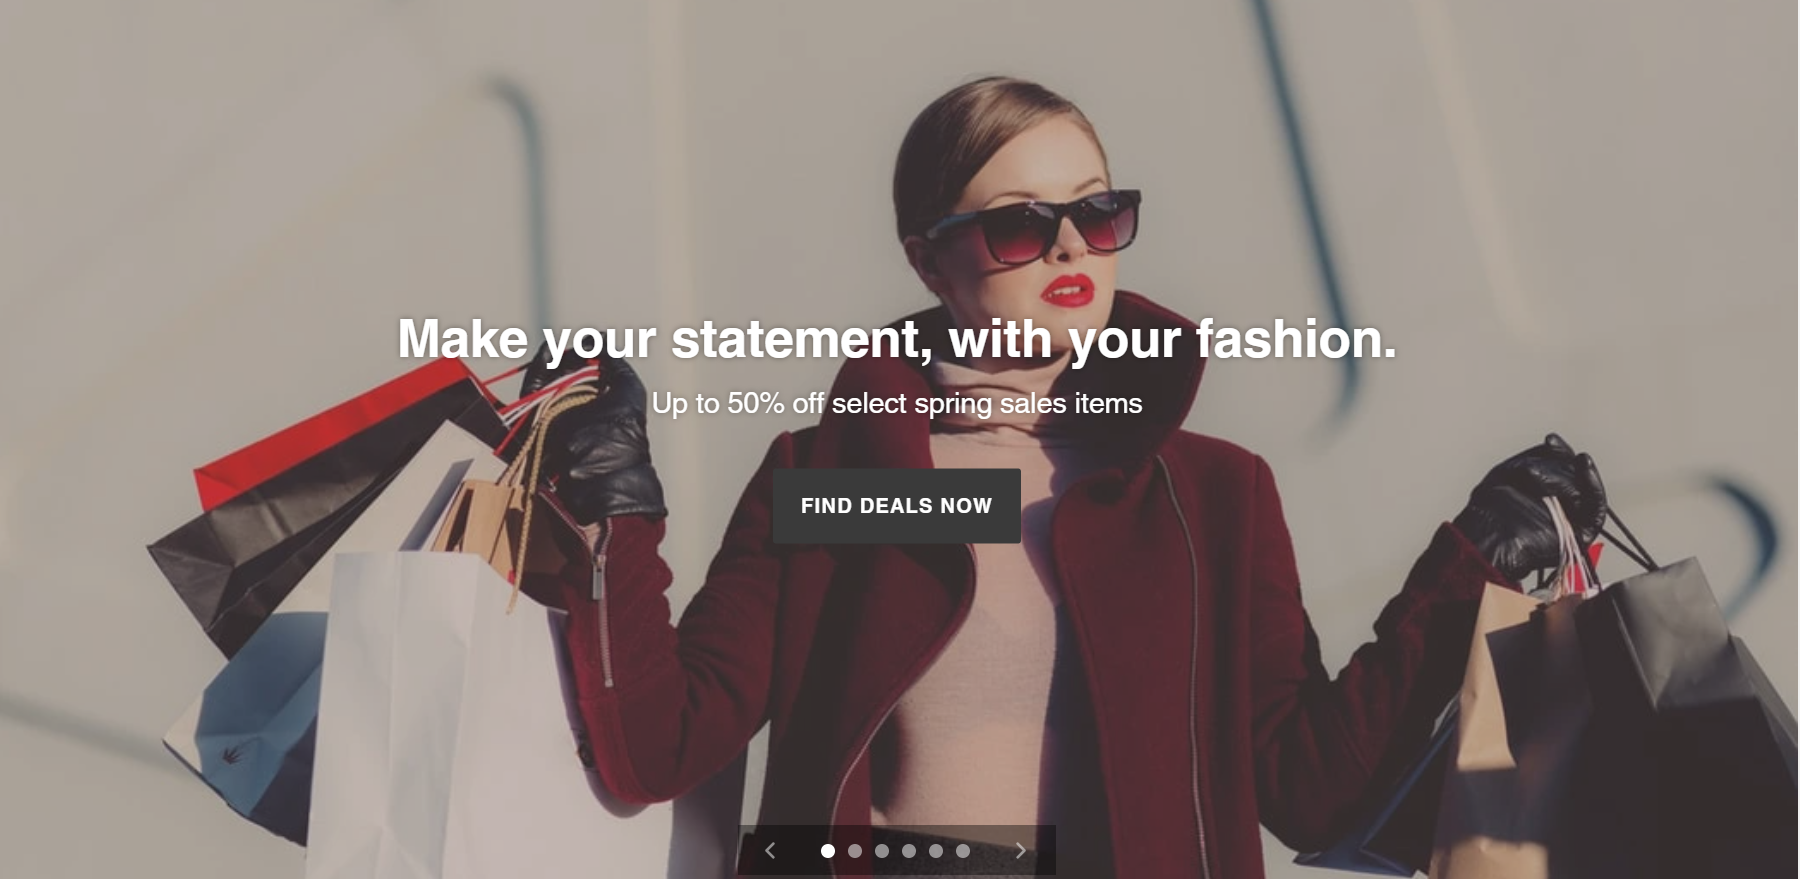 Make your statement, with your fashion.
Up to 50% off select spring sales items
FIND DEALS NOW